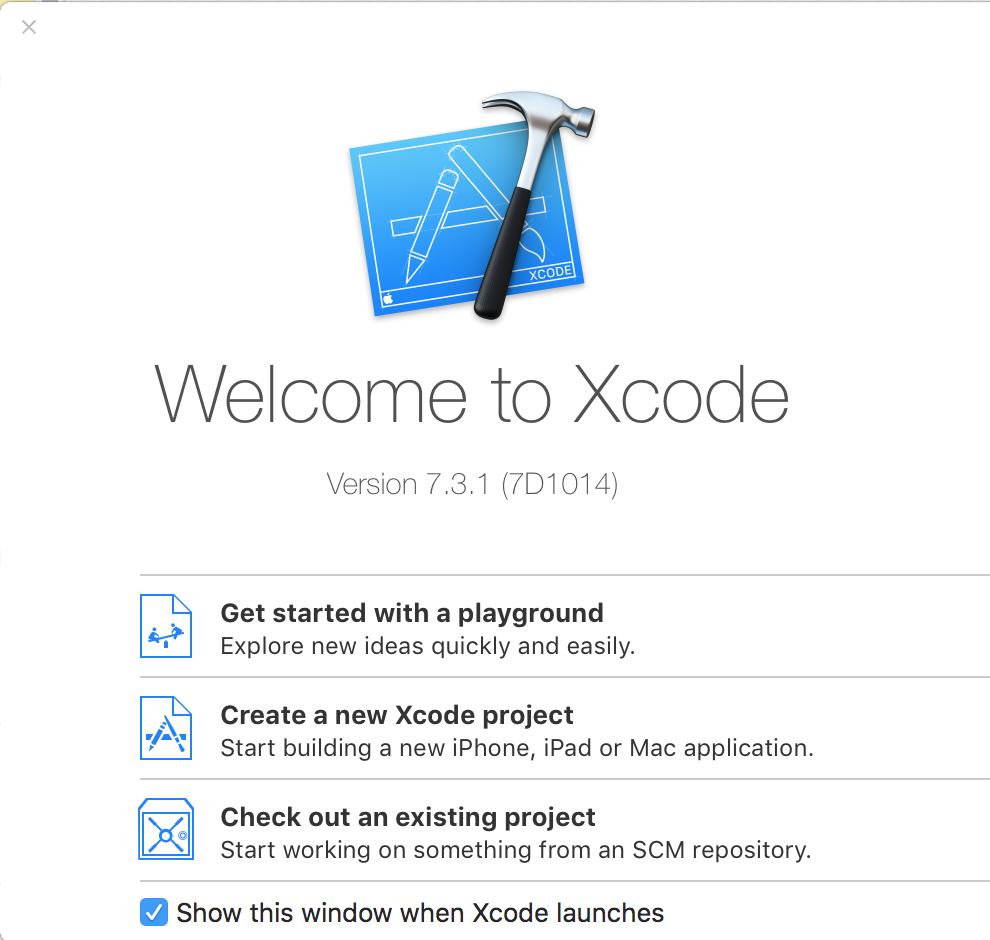 XCODE
Welcome to Xcode
Version 7.3.1 (7D1014)
Get started with a playground
Explore new ideas quickly and easily.
Create a new Xcode project
Start building a new iPhone, iPad or Mac application.
Check out an existing project
Start working on something from an SCM repository.
Show this window when Xcode launches